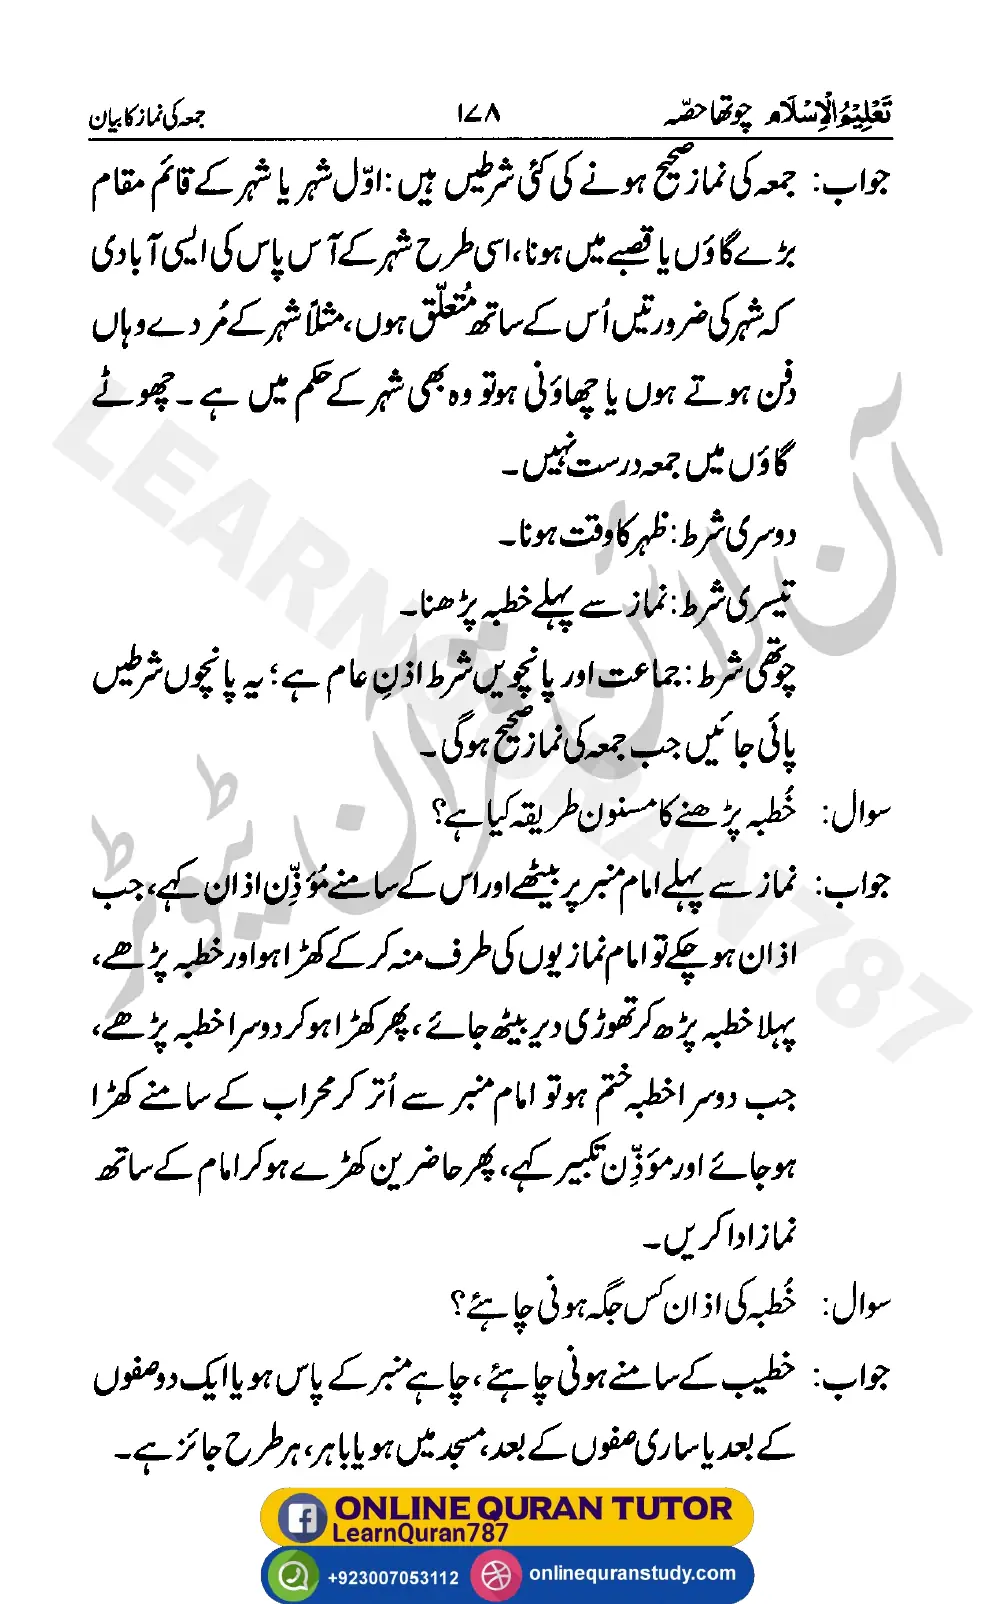 تَعْلِيمُ الْإِسْلَام چوتھا حصّہ ۱۷۸ جمعہ کی نماز کا بیان
جواب: جمعہ کی نماز صحیح ہونے کی کئی شرطیں ہیں: اوّل شہر یا شہر کے قائم مقام
بڑے گاؤں یا قصبے میں ہونا، اسی طرح شہر کے آس پاس کی ایسی آبادی
کہ شہر کی ضرورتیں اُس کے ساتھ مُتعلّق ہوں، مثلاً شہر کے مُردے وہاں
دفن ہوتے ہوں یا چھاؤنی ہو تو وہ بھی شہر کے حکم میں ہے۔ چھوٹے
گاؤں میں جمعہ درست نہیں۔
دوسری شرط: ظہر کا وقت ہونا۔
تیسری شرط: نماز سے پہلے خطبہ پڑھنا۔
چوتھی شرط: جماعت اور پانچویں شرط اذنِ عام ہے؛ یہ پانچوں شرطیں
پائی جائیں جب جمعہ کی نماز صحیح ہوگی۔
سوال: خُطبہ پڑھنے کا مسنون طریقہ کیا ہے؟
جواب: نماز سے پہلے امام منبر پر بیٹھے اور اس کے سامنے مُؤذِّن اذان کہے، جب
اذان ہو چکے تو امام نمازیوں کی طرف منہ کر کے کھڑا ہو اور خطبہ پڑھے،
پہلا خطبہ پڑھ کر تھوڑی دیر بیٹھ جائے، پھر کھڑا ہو کر دوسرا خطبہ پڑھے،
جب دوسرا خطبہ ختم ہو تو امام منبر سے اُتر کر محراب کے سامنے کھڑا
ہو جائے اور مؤذِّن تکبیر کہے، پھر حاضرین کھڑے ہو کر امام کے ساتھ
نماز ادا کریں۔
سوال: خُطبہ کی اذان کس جگہ ہونی چاہئے؟
جواب: خطیب کے سامنے ہونی چاہئے، چاہے منبر کے پاس ہو یا ایک دو صفوں
کے بعد یا ساری صفوں کے بعد، مسجد میں ہو یا باہر، ہر طرح جائز ہے۔
آن لائن قرآن ٹیوٹر
LEARNQURAN787
ONLINE QURAN TUTOR
LearnQuran787
+923007053112 onlinequranstudy.com